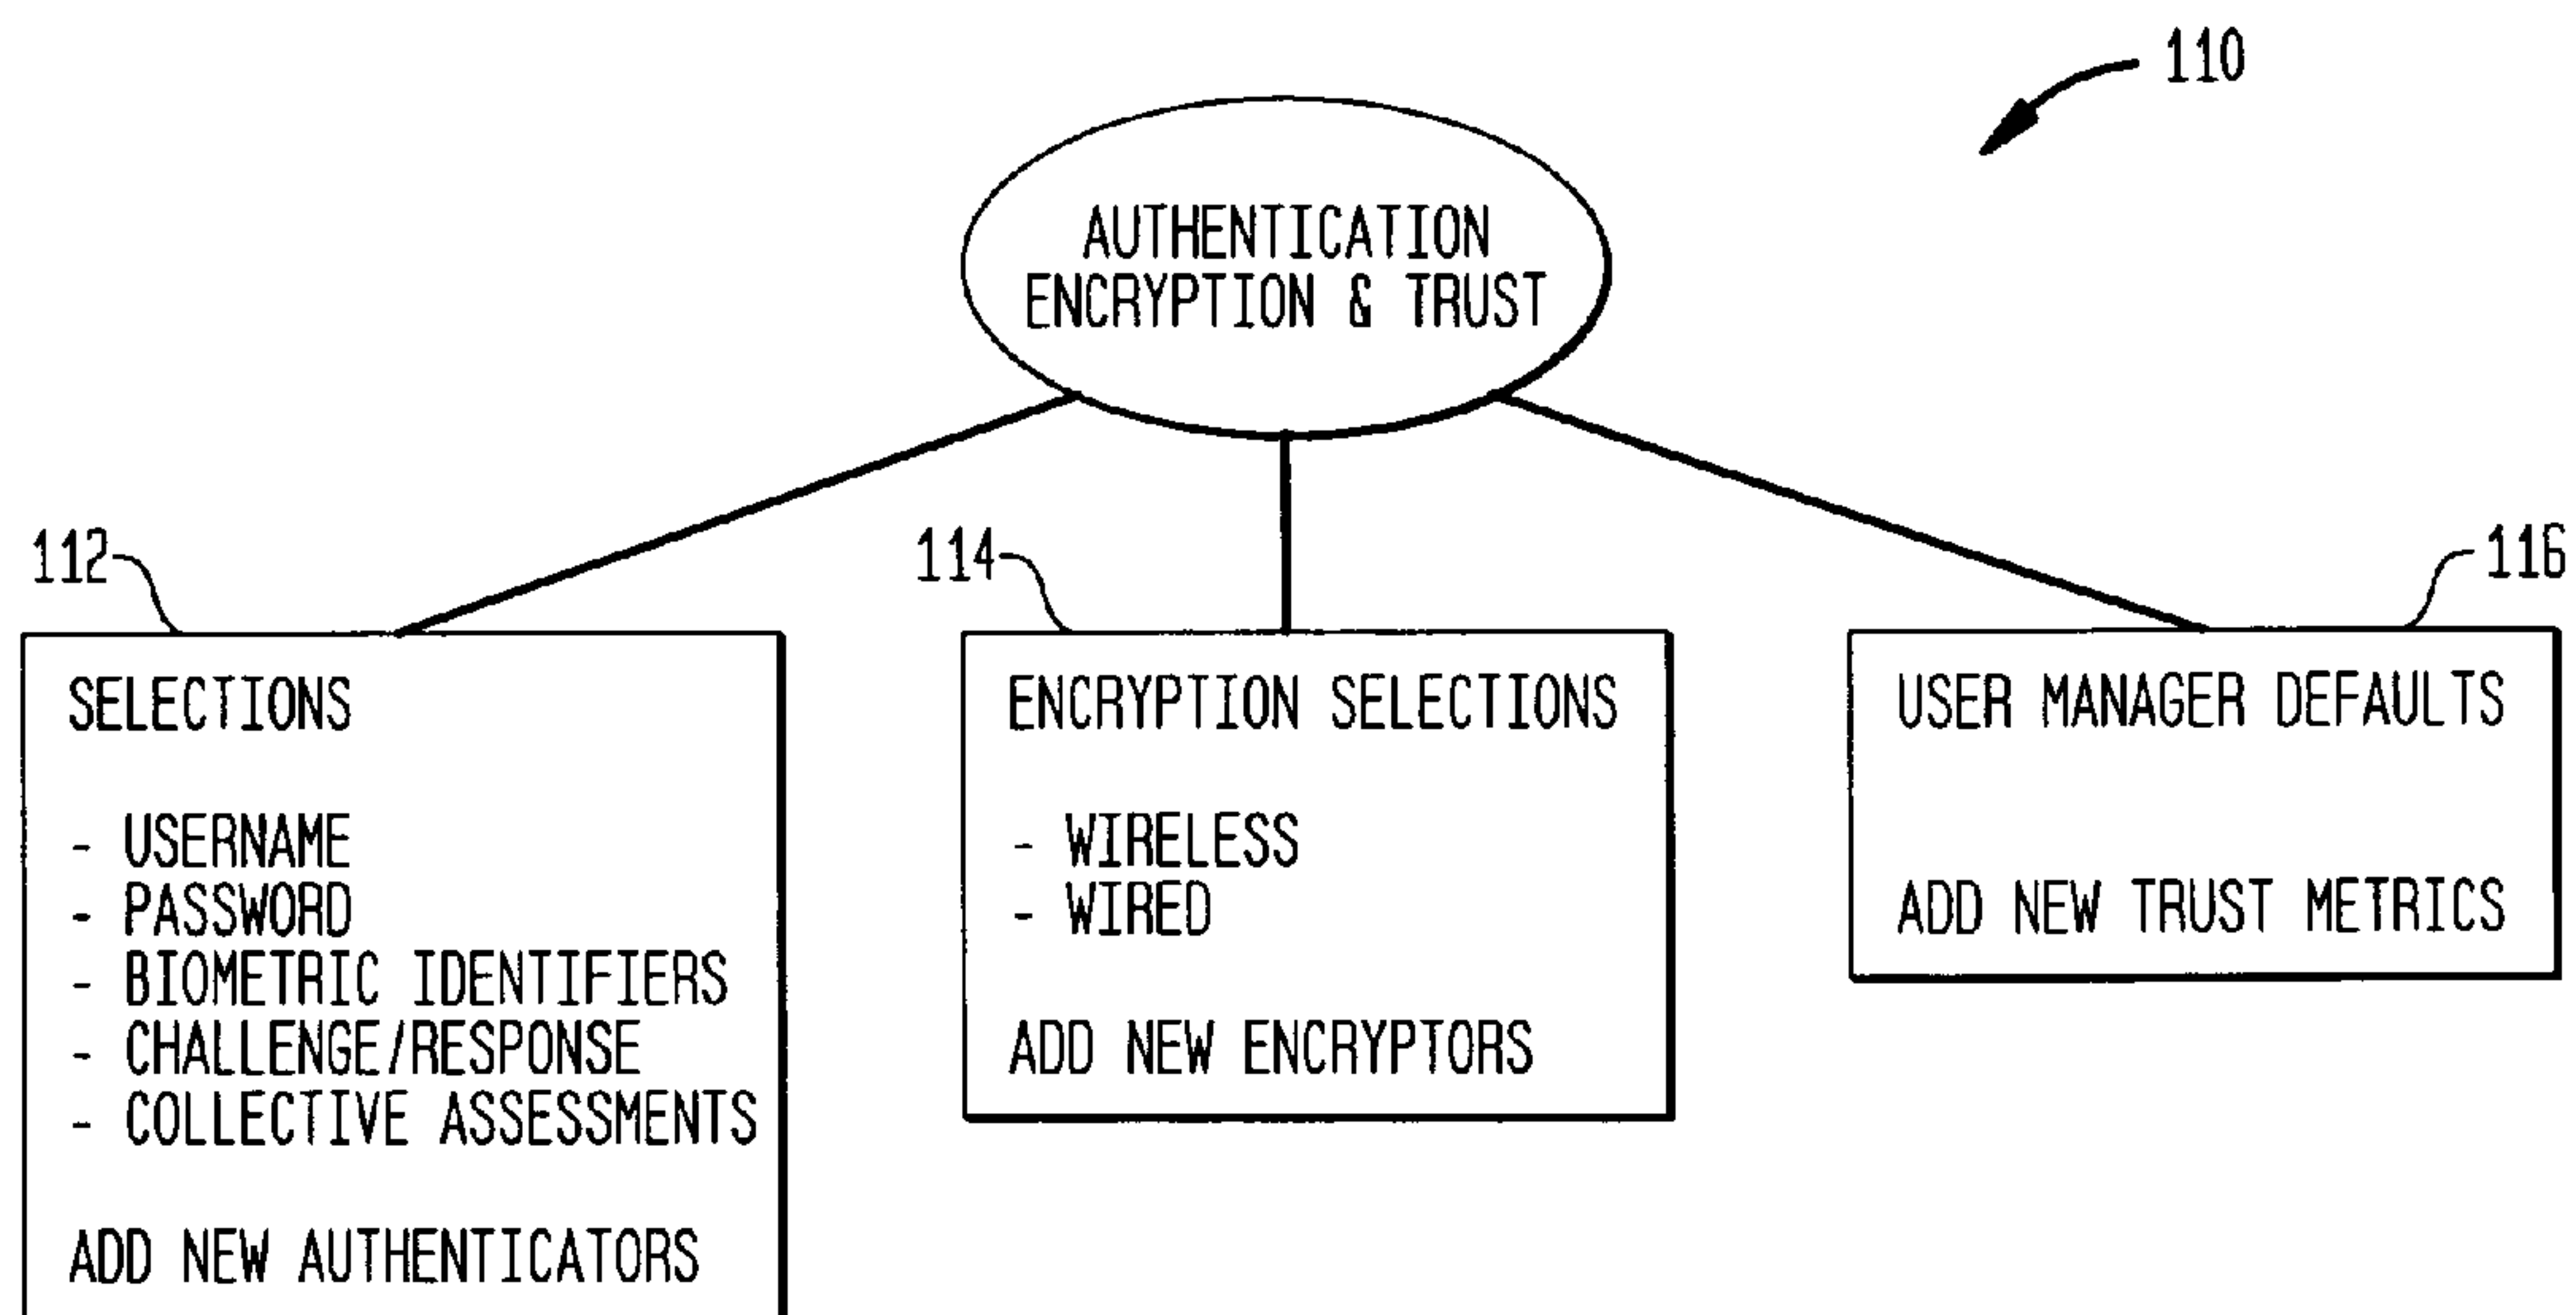 110
AUTHENTICATION
ENCRYPTION & TRUST
112
SELECTIONS
- USERNAME
- PASSWORD
- BIOMETRIC IDENTIFIERS
- CHALLENGE/RESPONSE
- COLLECTIVE ASSESSMENTS
ADD NEW AUTHENTICATORS
114
ENCRYPTION SELECTIONS
- WIRELESS
- WIRED
ADD NEW ENCRYPTORS
116
USER MANAGER DEFAULTS
ADD NEW TRUST METRICS